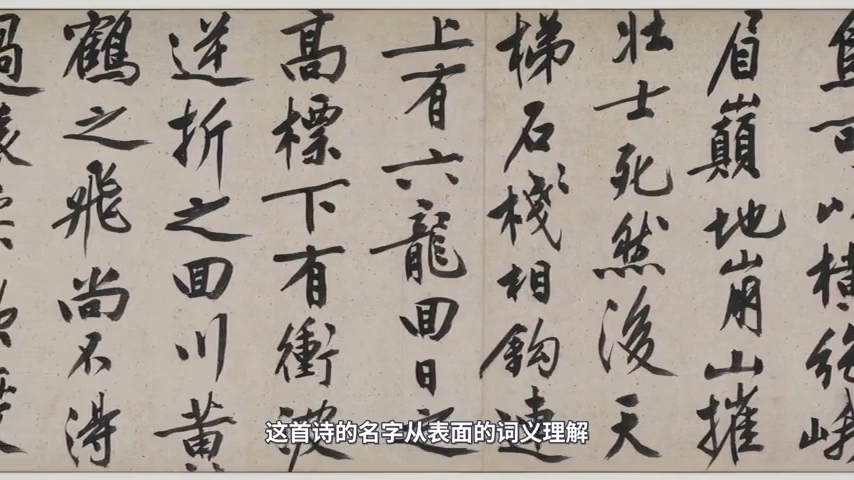 以橫絕峨
眉巔地崩山摧
壯士死然後天
梯石棧相鈎連
上有六龍回日之
高標下有衝波
逆折之回川黄
鶴之飛尚不得
過
这首诗的名字从表面的词义理解